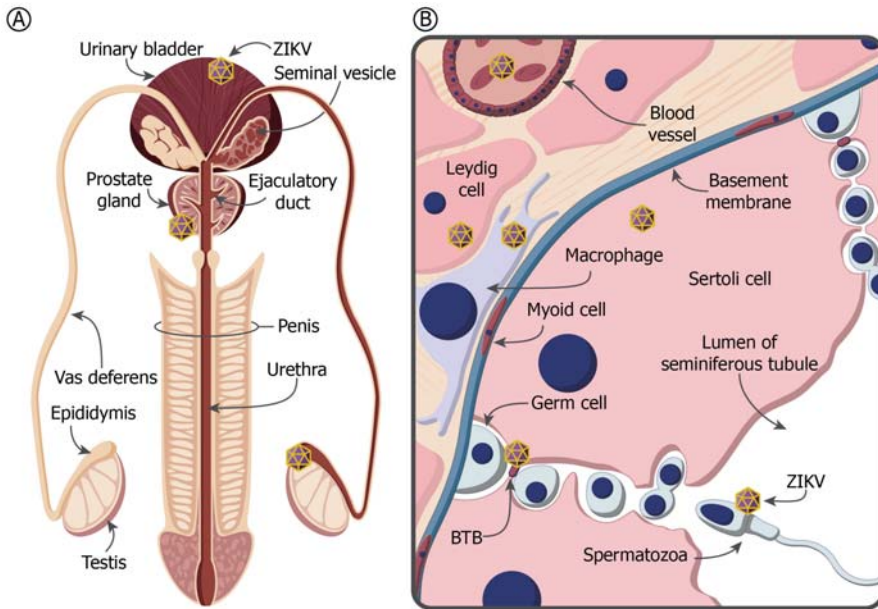 A
Urinary bladder
ZIKV
Seminal vesicle
Prostate
gland
Ejaculatory
duct
Penis
Vas deferens
Urethra
Epididymis
Testis
B
Blood
vessel
Leydig
cell
Basement
membrane
Macrophage
Sertoli cell
Myoid cell
Lumen of
seminiferous tubule
Germ cell
ZIKV
BTB
Spermatozoa